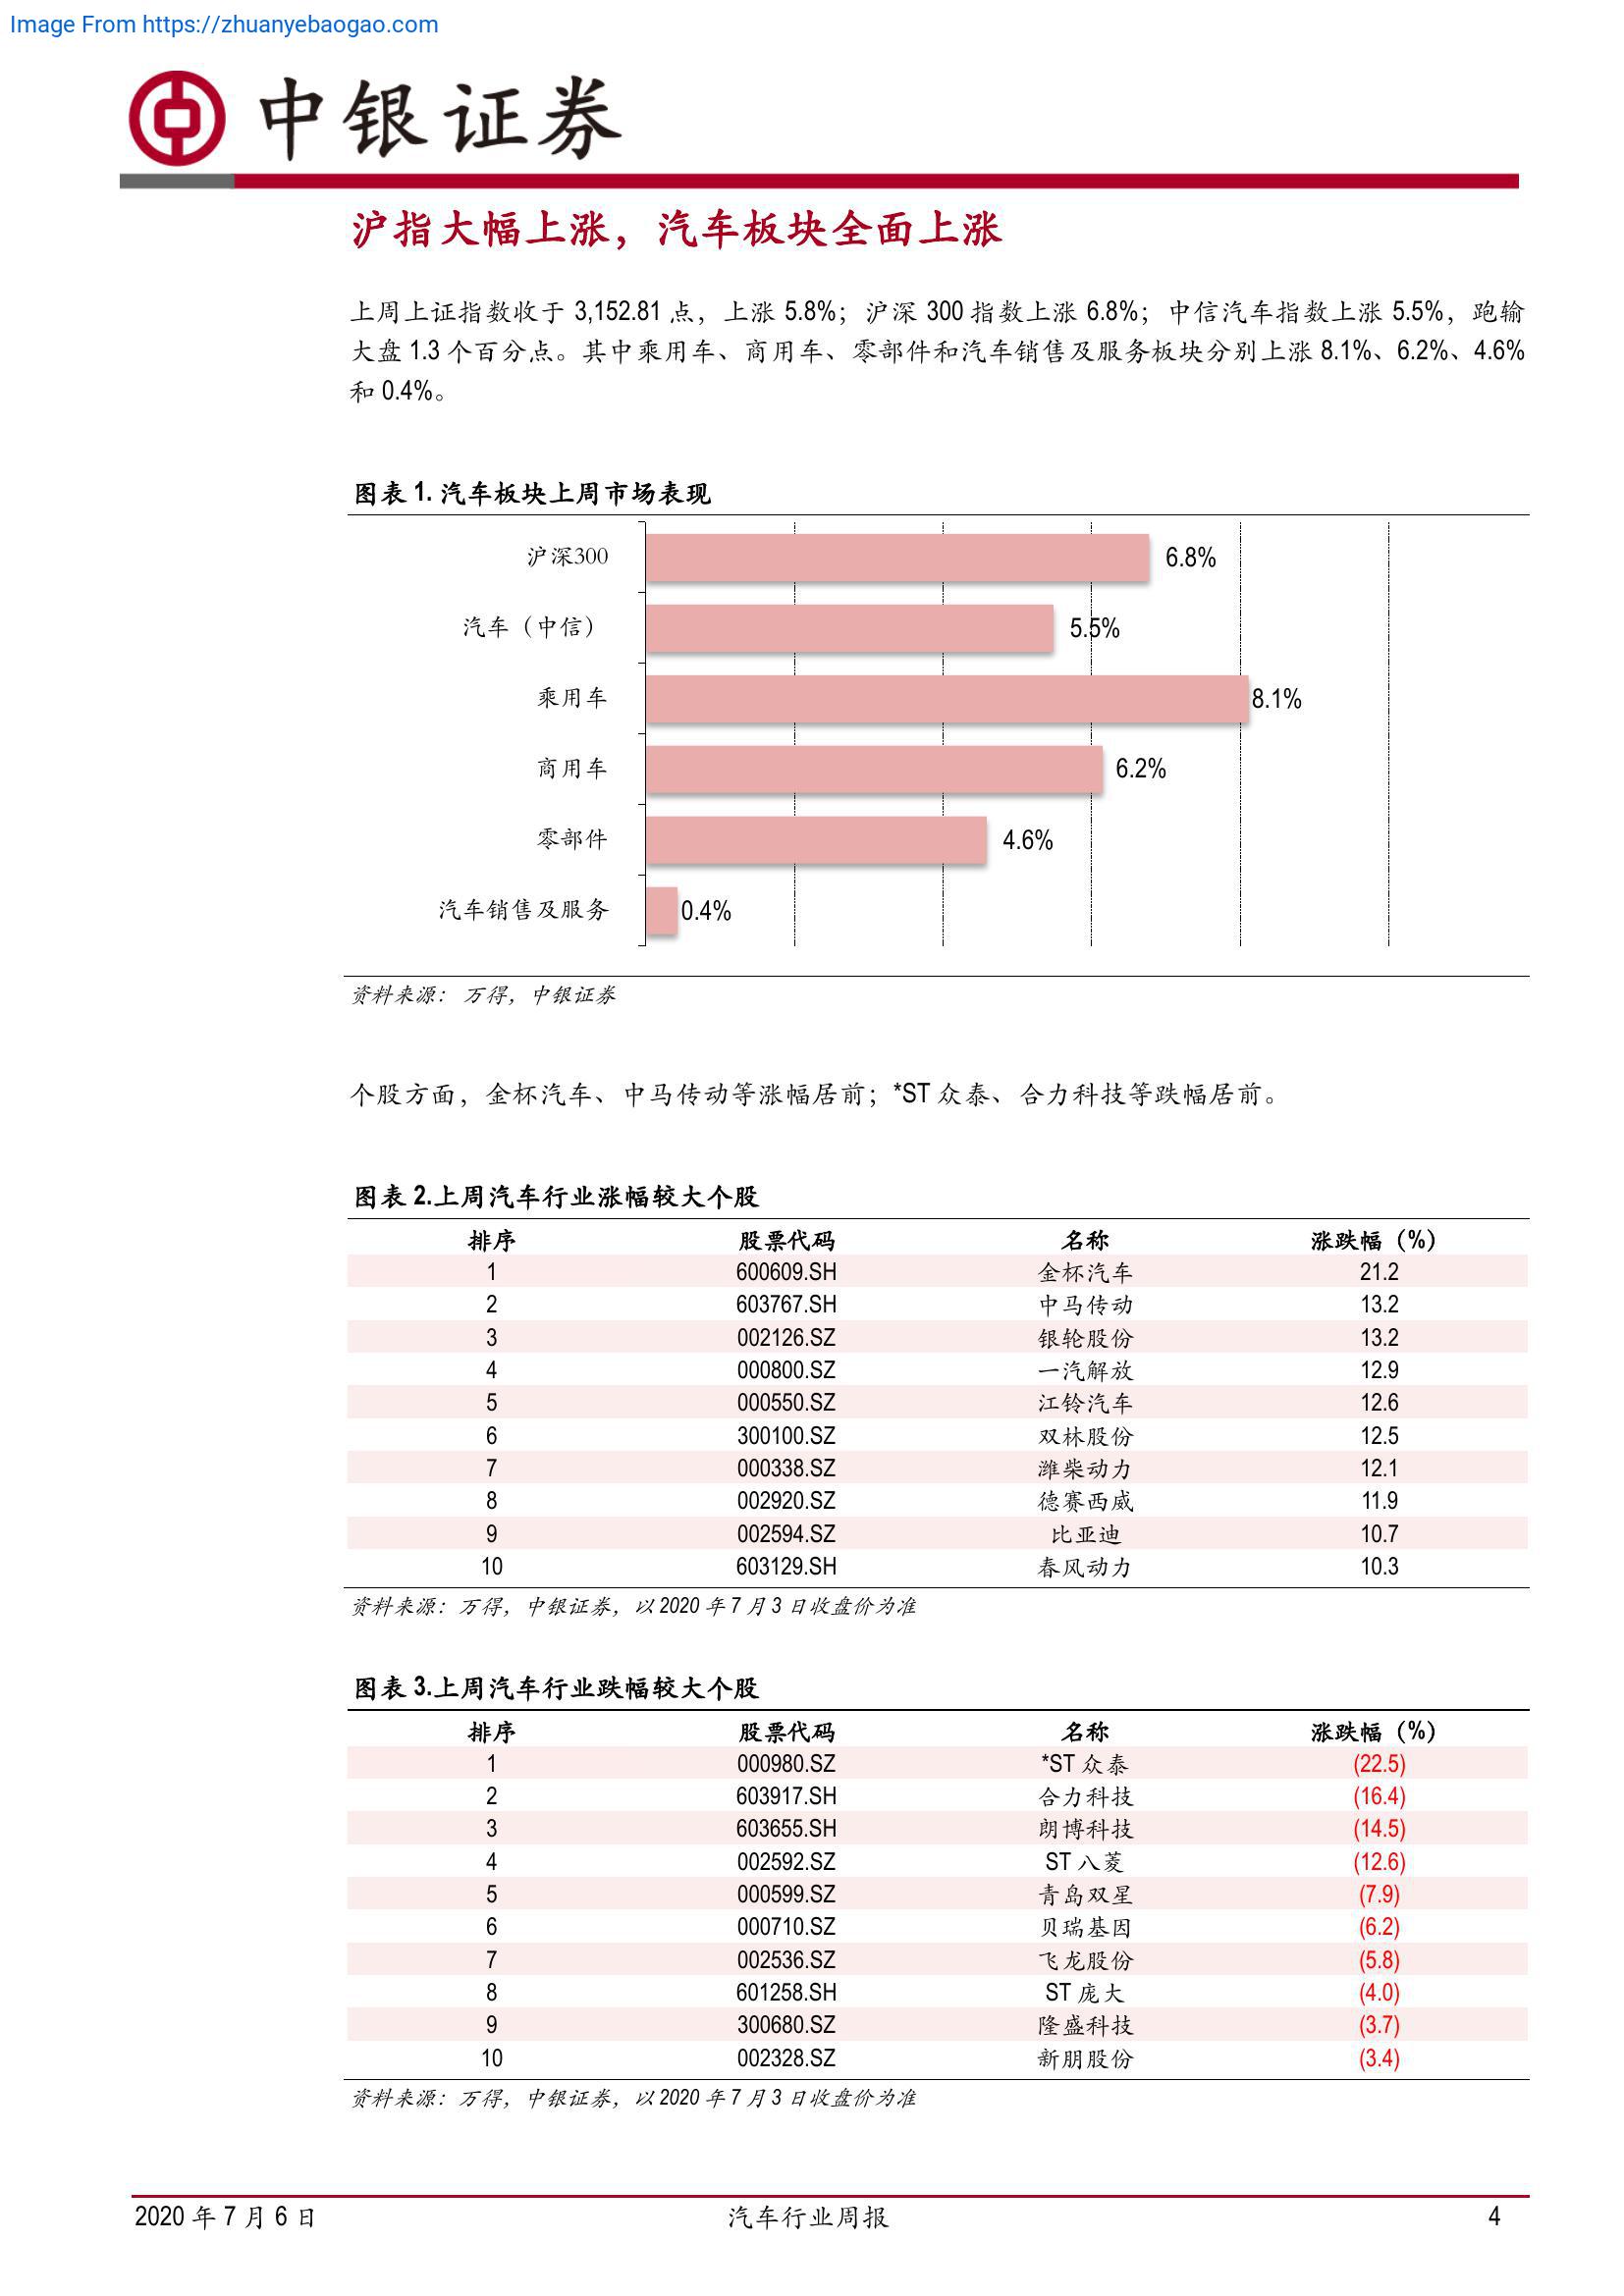 Image From https://zhuanyebaogao.com
中银证券
沪指大幅上涨，汽车板块全面上涨
上周上证指数收于 3,152.81 点，上涨 5.8%；沪深 300 指数上涨 6.8%；中信汽车指数上涨 5.5%，跑输
大盘 1.3 个百分点。其中乘用车、商用车、零部件和汽车销售及服务板块分别上涨 8.1%、6.2%、4.6%
和 0.4%。
图表 1. 汽车板块上周市场表现
沪深300 6.8%
汽车（中信） 5.5%
乘用车 8.1%
商用车 6.2%
零部件 4.6%
汽车销售及服务 0.4%
资料来源： 万得，中银证券
个股方面，金杯汽车、中马传动等涨幅居前；*ST 众泰、合力科技等跌幅居前。
图表 2.上周汽车行业涨幅较大个股
排序 股票代码 名称 涨跌幅（%）
1 600609.SH 金杯汽车 21.2
2 603767.SH 中马传动 13.2
3 002126.SZ 银轮股份 13.2
4 000800.SZ 一汽解放 12.9
5 000550.SZ 江铃汽车 12.6
6 300100.SZ 双林股份 12.5
7 000338.SZ 潍柴动力 12.1
8 002920.SZ 德赛西威 11.9
9 002594.SZ 比亚迪 10.7
10 603129.SH 春风动力 10.3
资料来源：万得，中银证券，以 2020 年 7 月 3 日收盘价为准
图表 3.上周汽车行业跌幅较大个股
排序 股票代码 名称 涨跌幅（%）
1 000980.SZ *ST 众泰 (22.5)
2 603917.SH 合力科技 (16.4)
3 603655.SH 朗博科技 (14.5)
4 002592.SZ ST 八菱 (12.6)
5 000599.SZ 青岛双星 (7.9)
6 000710.SZ 贝瑞基因 (6.2)
7 002536.SZ 飞龙股份 (5.8)
8 601258.SH ST 庞大 (4.0)
9 300680.SZ 隆盛科技 (3.7)
10 002328.SZ 新朋股份 (3.4)
资料来源：万得，中银证券，以 2020 年 7 月 3 日收盘价为准
2020 年 7 月 6 日 汽车行业周报 4